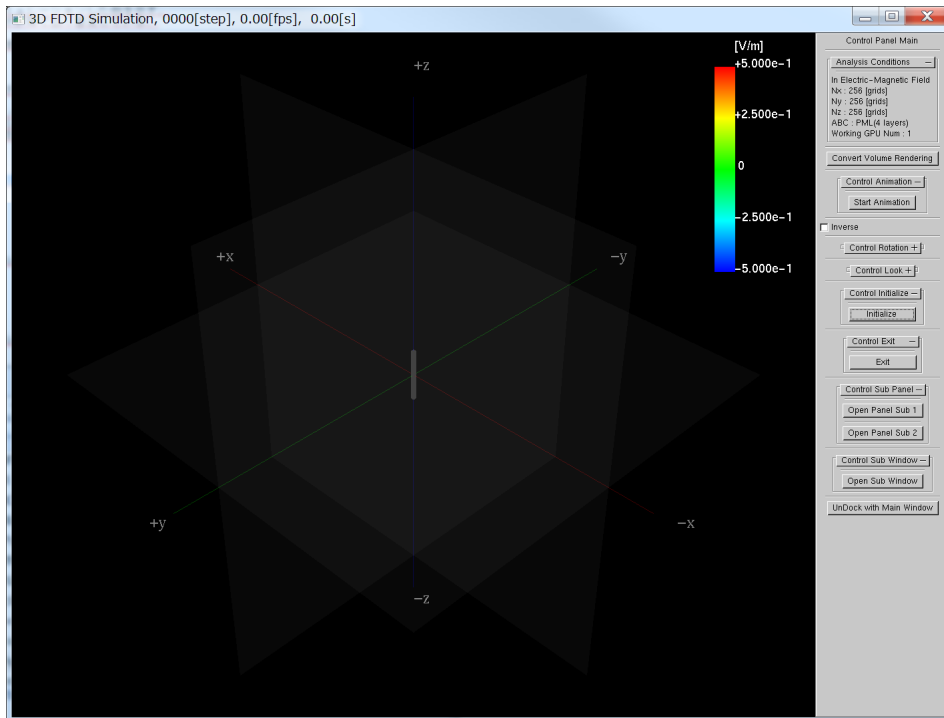 3D FDTD Simulation, 0000[step], 0.00[fps],  0.00[s]
[V/m]
+5.000e-1
+2.500e-1
0
−2.500e-1
−5.000e-1
+z
+x
−y
+y
−x
−z
Control Panel Main
Analysis Conditions −
In Electric-Magnetic Field
Nx : 256 [grids]
Ny : 256 [grids]
Nz : 256 [grids]
ABC : PML(4 layers)
Working GPU Num : 1
Convert Volume Rendering
Control Animation −
Start Animation
Inverse
Control Rotation +
Control Look +
Control Initialize −
Initialize
Control Exit −
Exit
Control Sub Panel −
Open Panel Sub 1
Open Panel Sub 2
Control Sub Window −
Open Sub Window
UnDock with Main Window